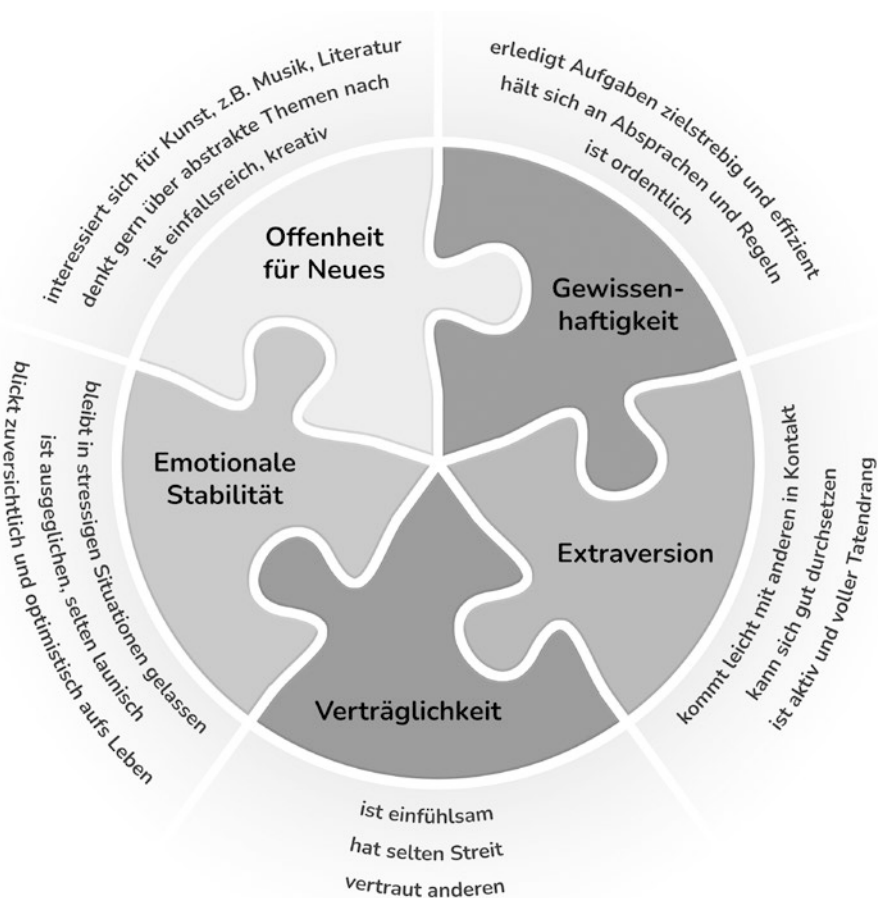 interessiert sich für Kunst, z.B. Musik, Literatur
denkt gern über abstrakte Themen nach
ist einfallsreich, kreativ
Offenheit
für Neues
erledigt Aufgaben zielstrebig und effizient
hält sich an Absprachen und Regeln
ist ordentlich
Gewissen-
haftigkeit
kommt leicht mit anderen in Kontakt
kann sich gut durchsetzen
ist aktiv und voller Tatendrang
Extraversion
Verträglichkeit
ist einfühlsam
hat selten Streit
vertraut anderen
Emotionale
Stabilität
bleibt in stressigen Situationen gelassen
ist ausgeglichen, selten launisch
blickt zuversichtlich und optimistisch aufs Leben